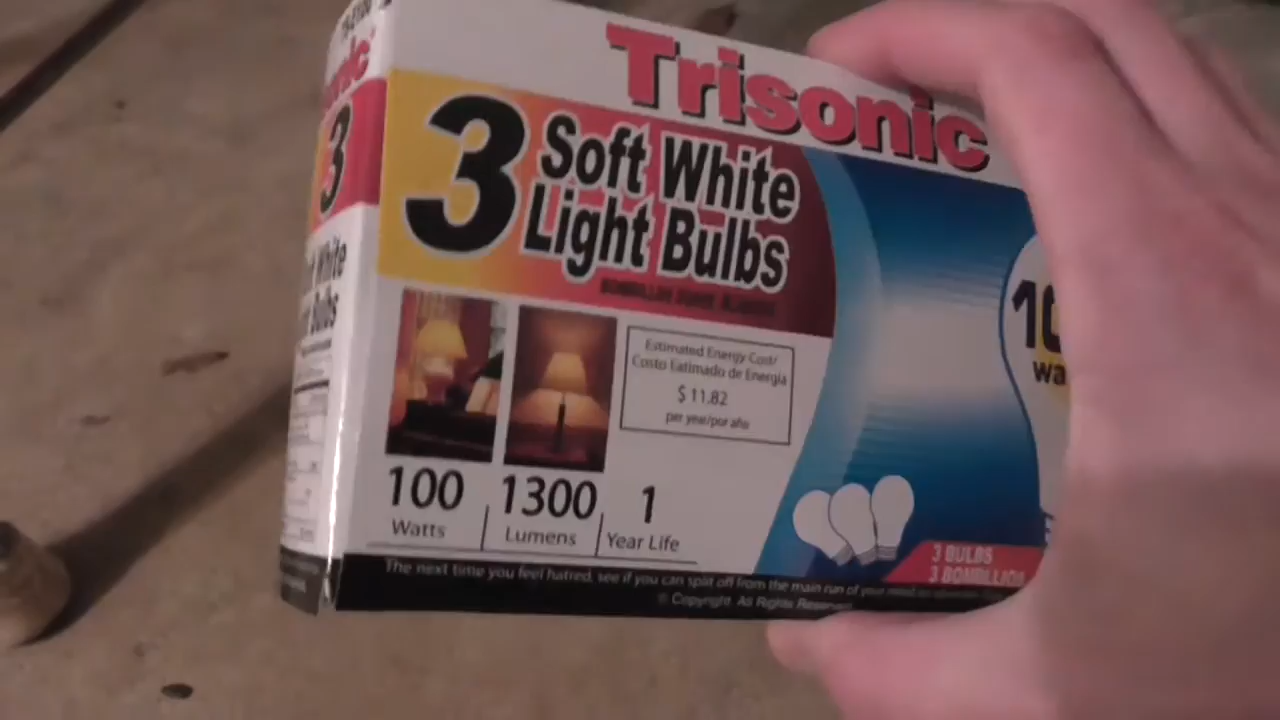 Trisonic
3 Soft White
Light Bulbs
Estimated Energy Cost/
Costo Estimado de Energia
$ 11.82
per year/por año
100
Watts
1300
Lumens
1
Year Life
3 BULBS
The next time you feel hatred, see if you can split off from the main run of your
© Copyright. All Rights Reserved
3
White
Bulbs